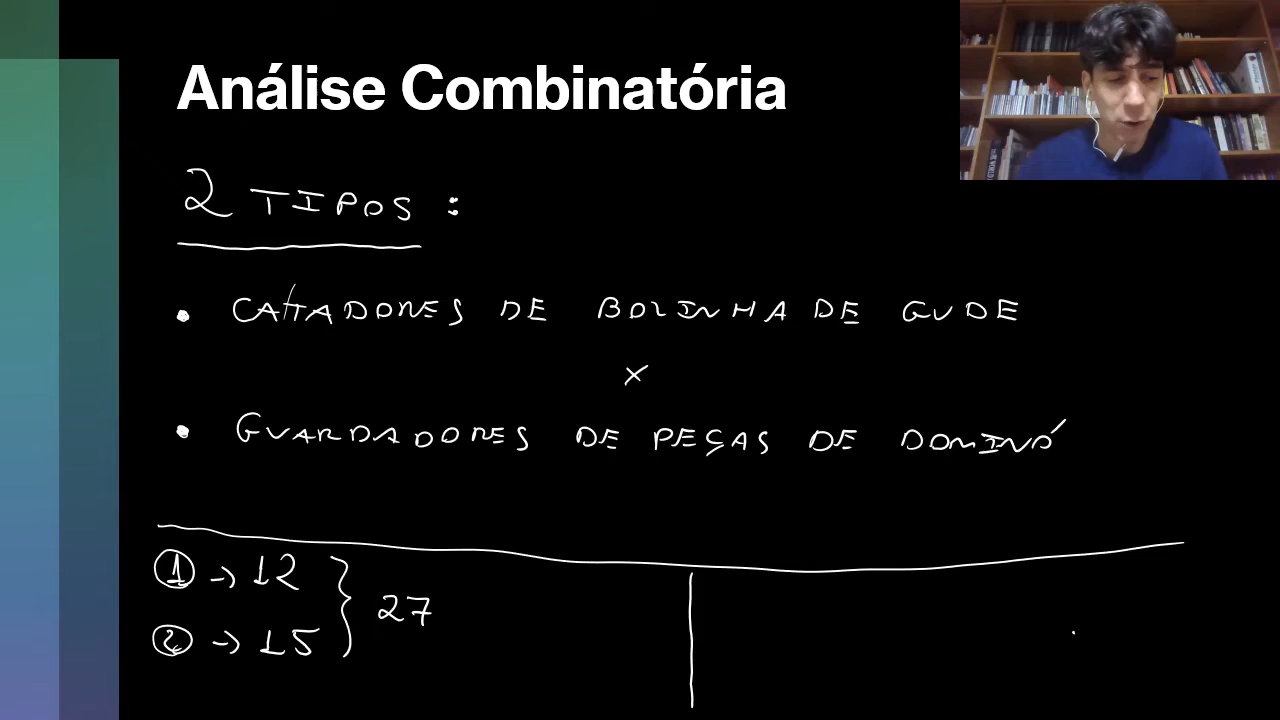 Análise Combinatória
2 TIPOS :
• CATADORES DE BOLINHA DE GUDE
×
• GUARDADORES DE PEÇAS DE DOMINÓ
① → 12
② → 15
} 27